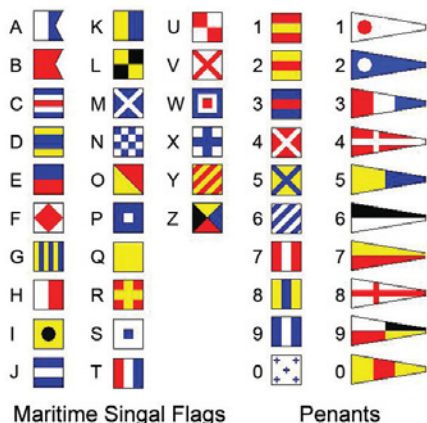 A K U 1 1
B L V 2 2
C M W 3 3
D N X 4 4
E O Y 5 5
F P Z 6 6
G Q 7 7
H R 8 8
I S 9 9
J T 0 0
Maritime Singal Flags Penants